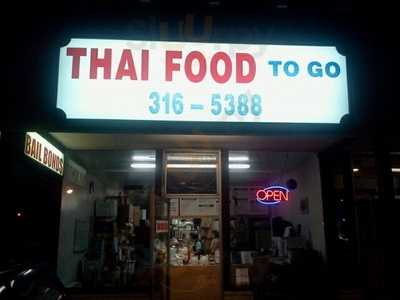 THAI FOOD TO GO
316 - 5388
BAIL BONDS
OPEN